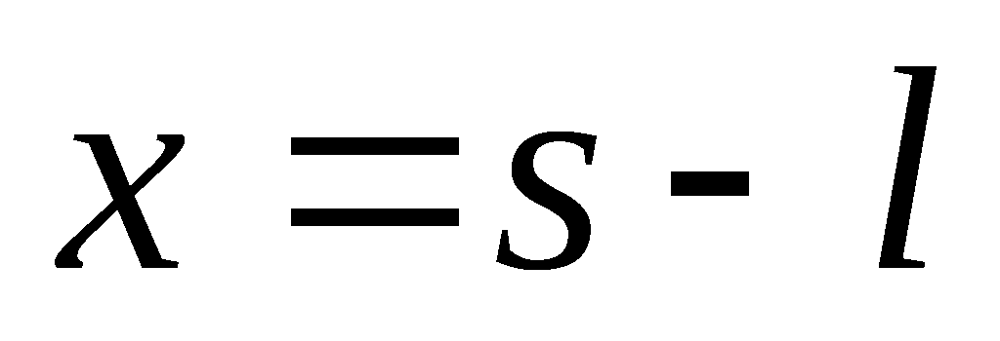 x = s - l